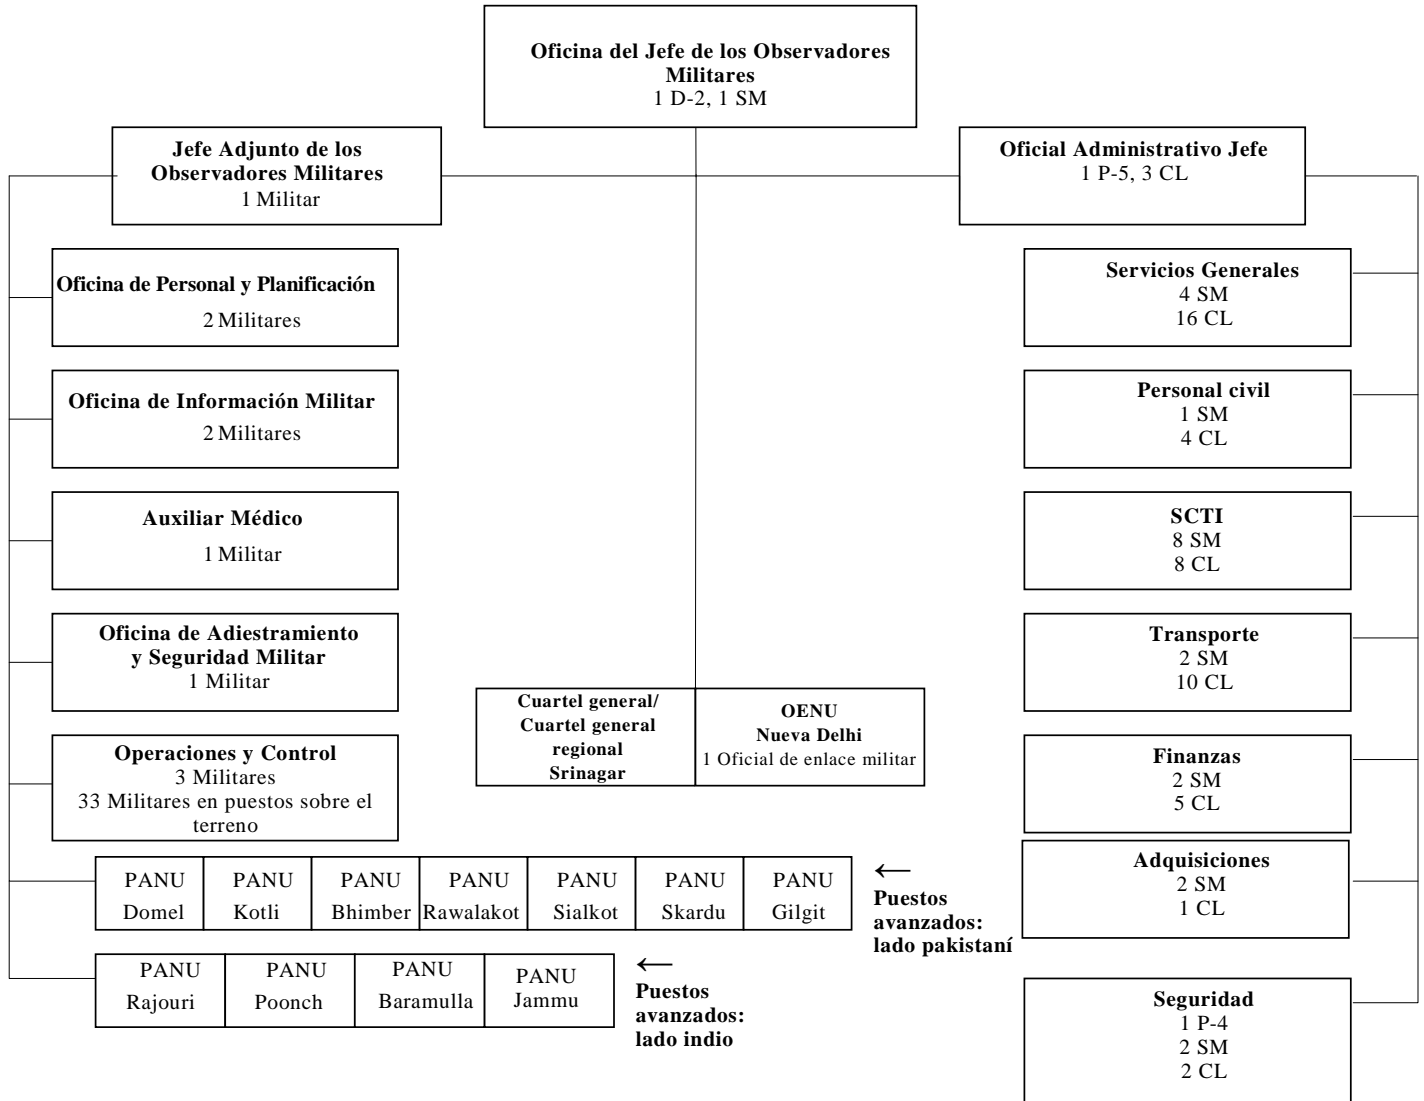 Oficina del Jefe de los Observadores
Militares
1 D-2, 1 SM
Jefe Adjunto de los
Observadores Militares
1 Militar
Oficial Administrativo Jefe
1 P-5, 3 CL
Oficina de Personal y Planificación
2 Militares
Oficina de Información Militar
2 Militares
Auxiliar Médico
1 Militar
Oficina de Adiestramiento
y Seguridad Militar
1 Militar
Operaciones y Control
3 Militares
33 Militares en puestos sobre el
terreno
Cuartel general/
Cuartel general
regional
Srinagar
OENU
Nueva Delhi
1 Oficial de enlace militar
Servicios Generales
4 SM
16 CL
Personal civil
1 SM
4 CL
SCTI
8 SM
8 CL
Transporte
2 SM
10 CL
Finanzas
2 SM
5 CL
Adquisiciones
2 SM
1 CL
Seguridad
1 P-4
2 SM
2 CL
PANU
Domel
PANU
Kotli
PANU
Bhimber
PANU
Rawalakot
PANU
Sialkot
PANU
Skardu
PANU
Gilgit
←
Puestos
avanzados:
lado pakistaní
PANU
Rajouri
PANU
Poonch
PANU
Baramulla
PANU
Jammu
←
Puestos
avanzados:
lado indio